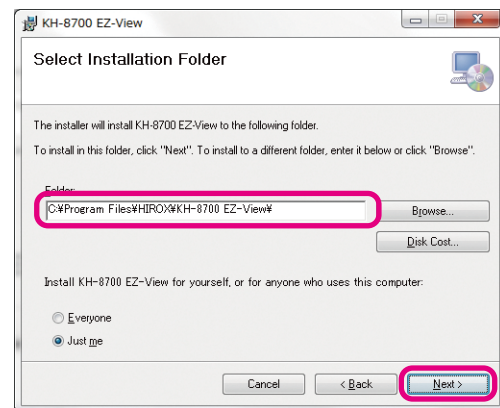 KH-8700 EZ-View
Select Installation Folder
The installer will install KH-8700 EZ-View to the following folder.
To install in this folder, click "Next". To install to a different folder, enter it below or click "Browse".
Folder:
C:¥Program Files¥HIROX¥KH-8700 EZ-View¥
Browse...
Disk Cost...
Install KH-8700 EZ-View for yourself, or for anyone who uses this computer:
Everyone
Just me
Cancel
< Back
Next >